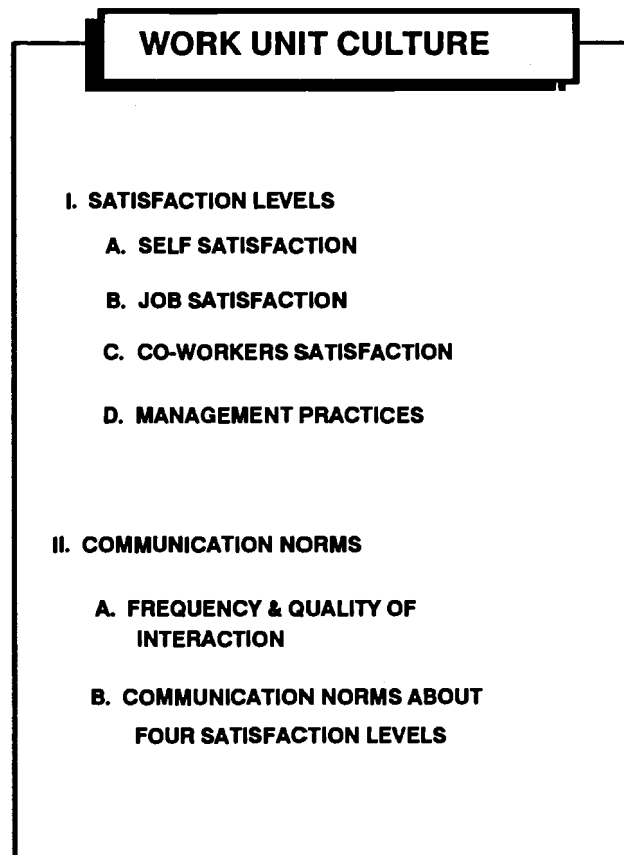 WORK UNIT CULTURE
I. SATISFACTION LEVELS
A. SELF SATISFACTION
B. JOB SATISFACTION
C. CO-WORKERS SATISFACTION
D. MANAGEMENT PRACTICES
II. COMMUNICATION NORMS
A. FREQUENCY & QUALITY OF
INTERACTION
B. COMMUNICATION NORMS ABOUT
FOUR SATISFACTION LEVELS